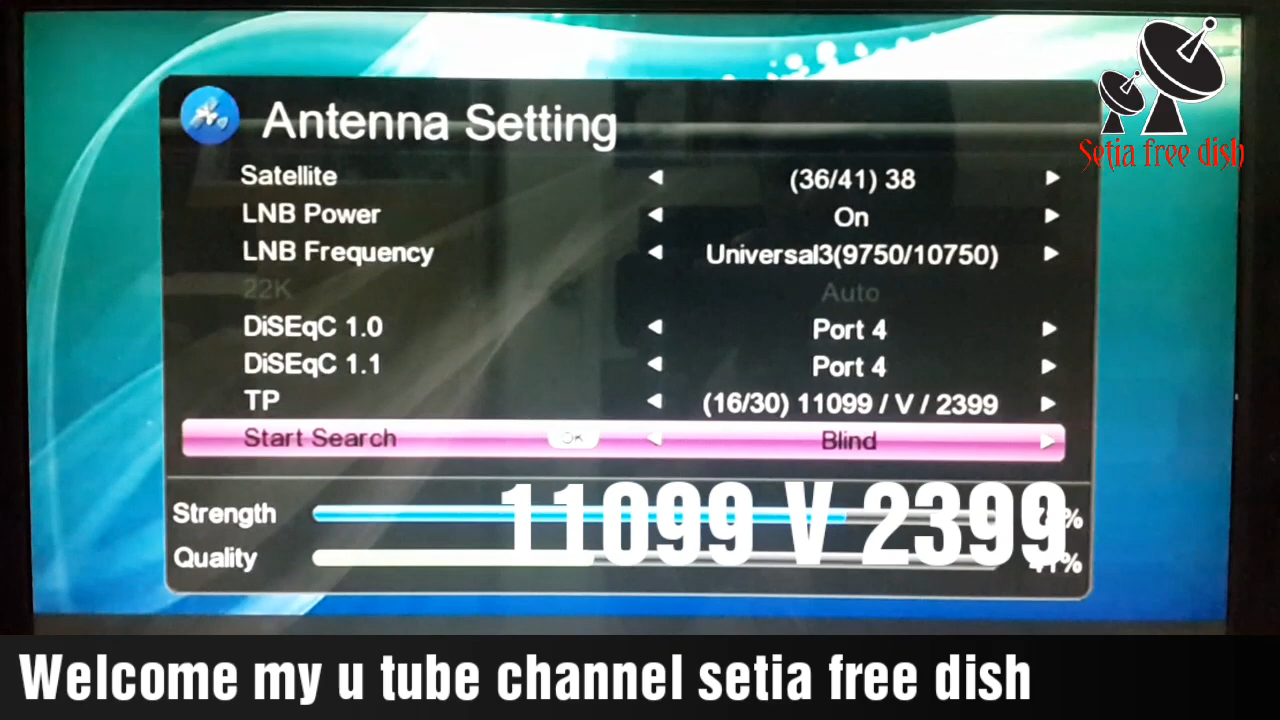 Antenna Setting
Setia free dish
Satellite (36/41) 38
LNB Power On
LNB Frequency Universal3(9750/10750)
22K Auto
DiSEqC 1.0 Port 4
DiSEqC 1.1 Port 4
TP (16/30) 11099 / V / 2399
Start Search OK Blind
11099 V 2399
Strength %
Quality 41%
Welcome my u tube channel setia free dish